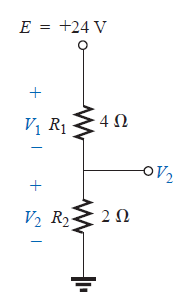 E = +24 V
+
V₁ R₁ 4 Ω
−
V₂
+
V₂ R₂ 2 Ω
−